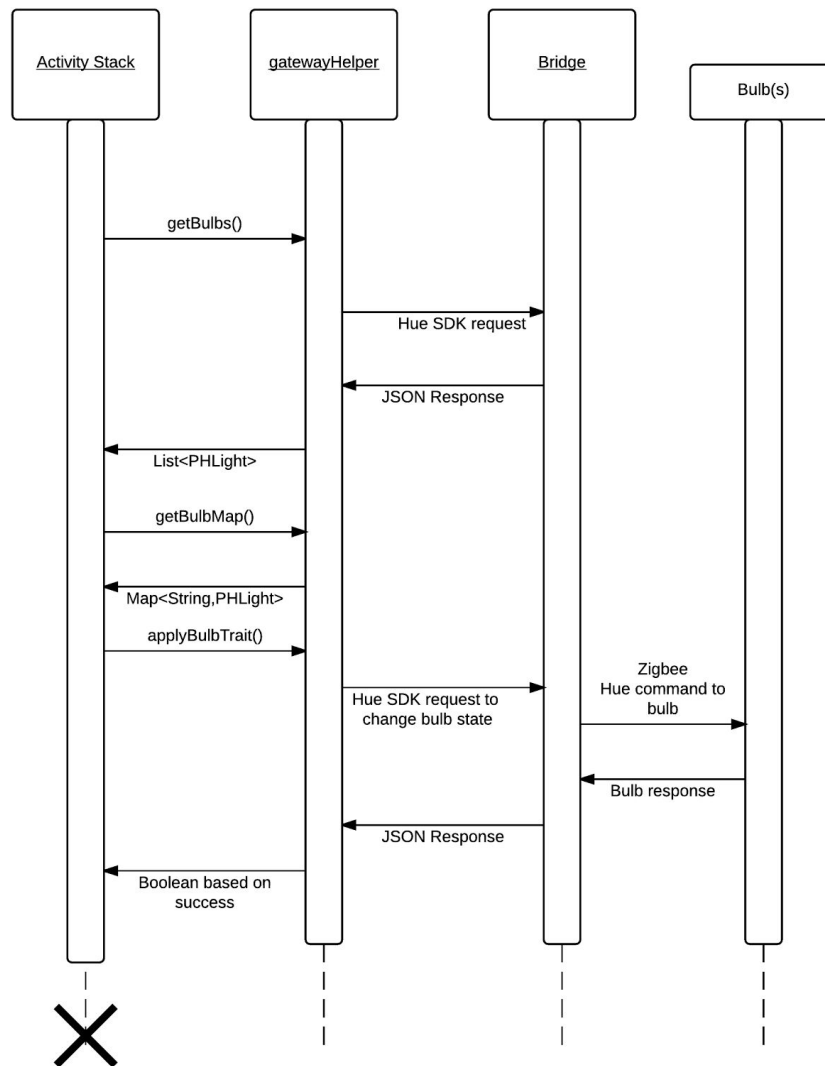 Activity Stack
gatewayHelper
Bridge
Bulb(s)
getBulbs()
Hue SDK request
JSON Response
List<PHLight>
getBulbMap()
Map<String,PHLight>
applyBulbTrait()
Hue SDK request to
change bulb state
Zigbee
Hue command to
bulb
Bulb response
JSON Response
Boolean based on
success